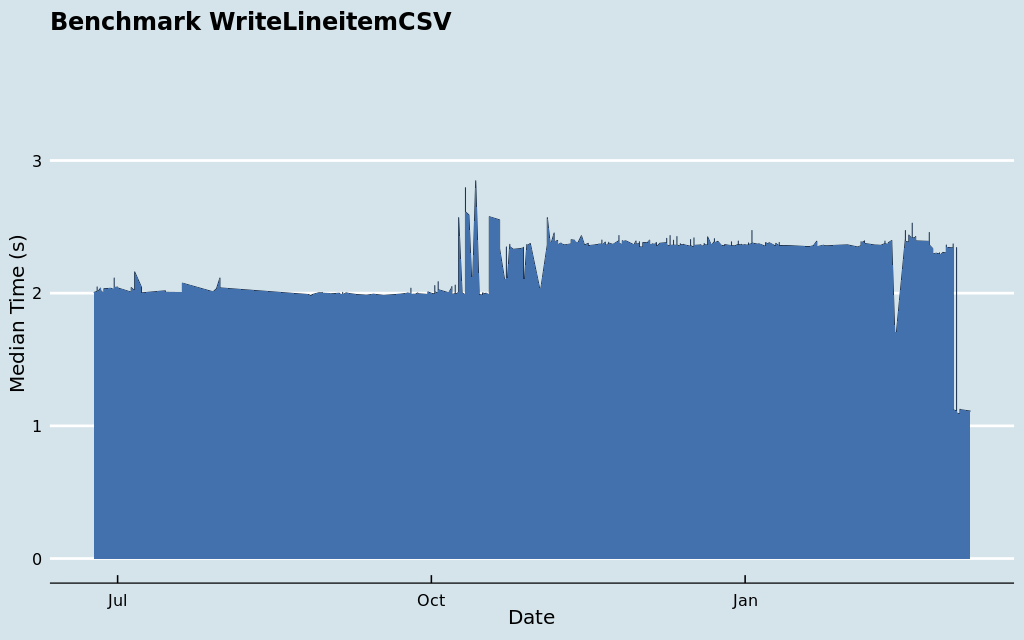 Benchmark WriteLineitemCSV
Median Time (s)
3
2
1
0
Jul
Oct
Jan
Date